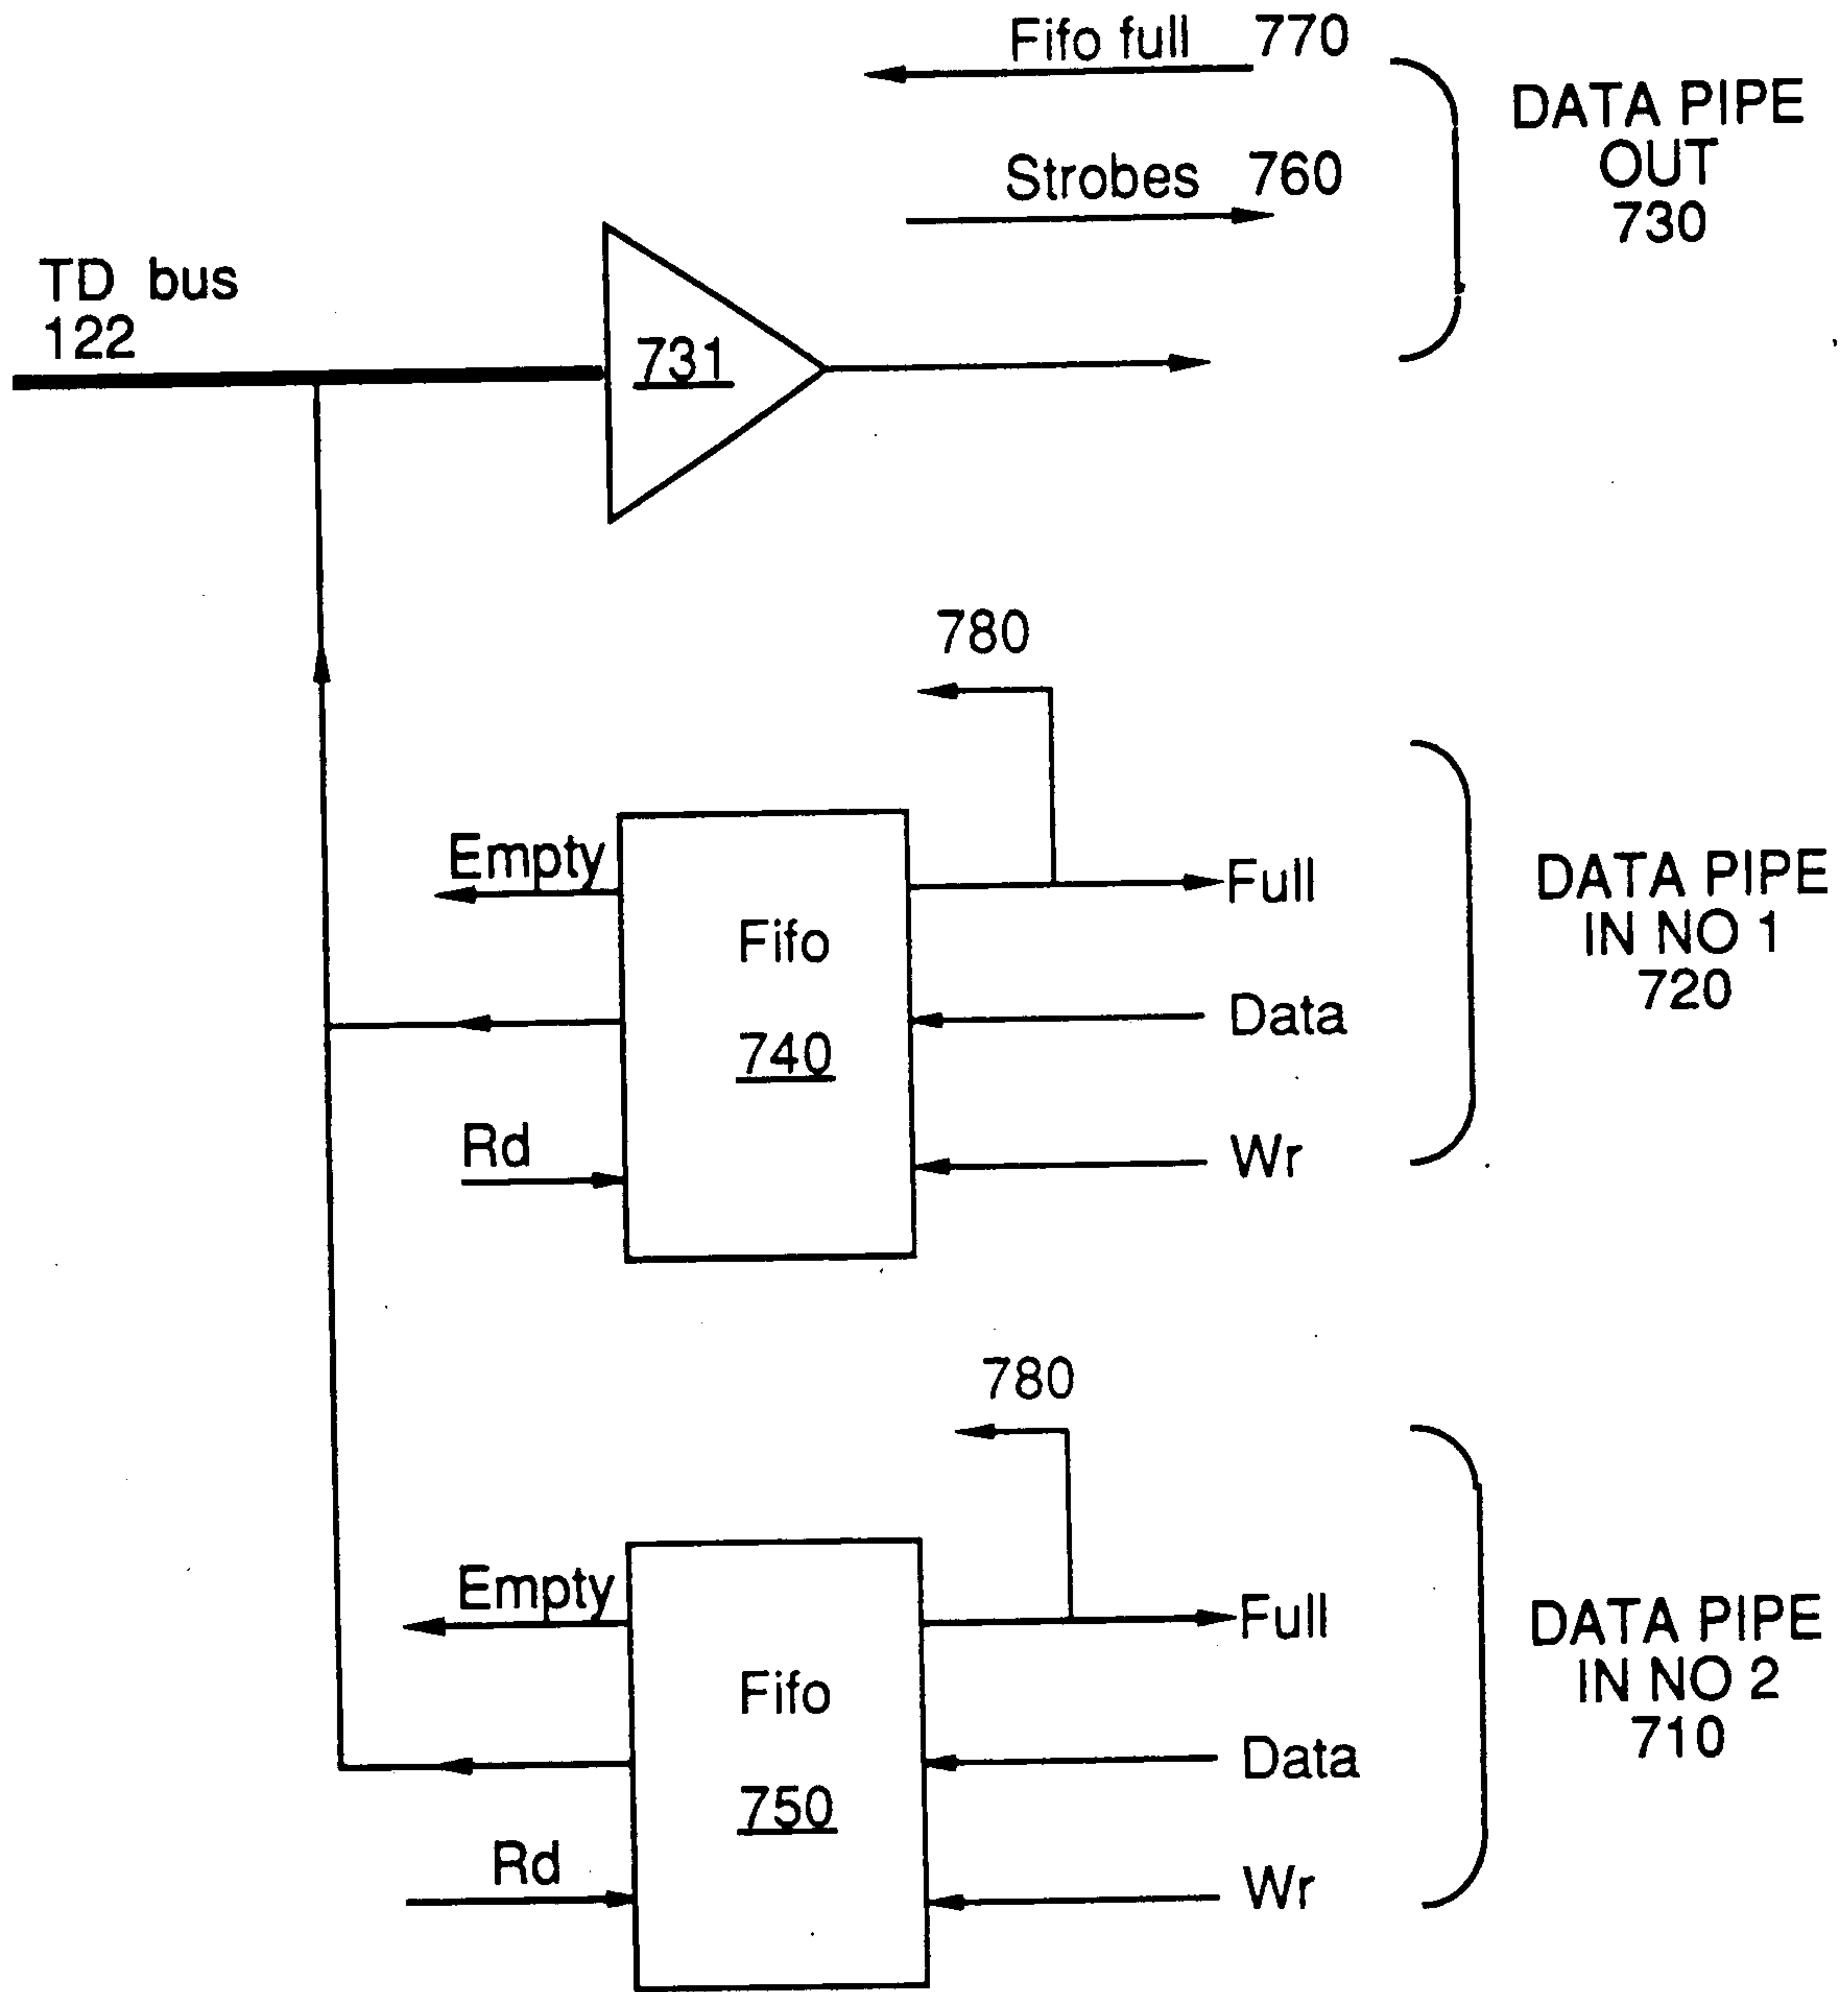 Fifo full 770
DATA PIPE
OUT
730
Strobes 760
TD bus
122
731
780
Empty
Full
Fifo
DATA PIPE
IN NO 1
720
Data
740
Rd
Wr
780
Empty
Full
Fifo
DATA PIPE
IN NO 2
710
Data
750
Rd
Wr